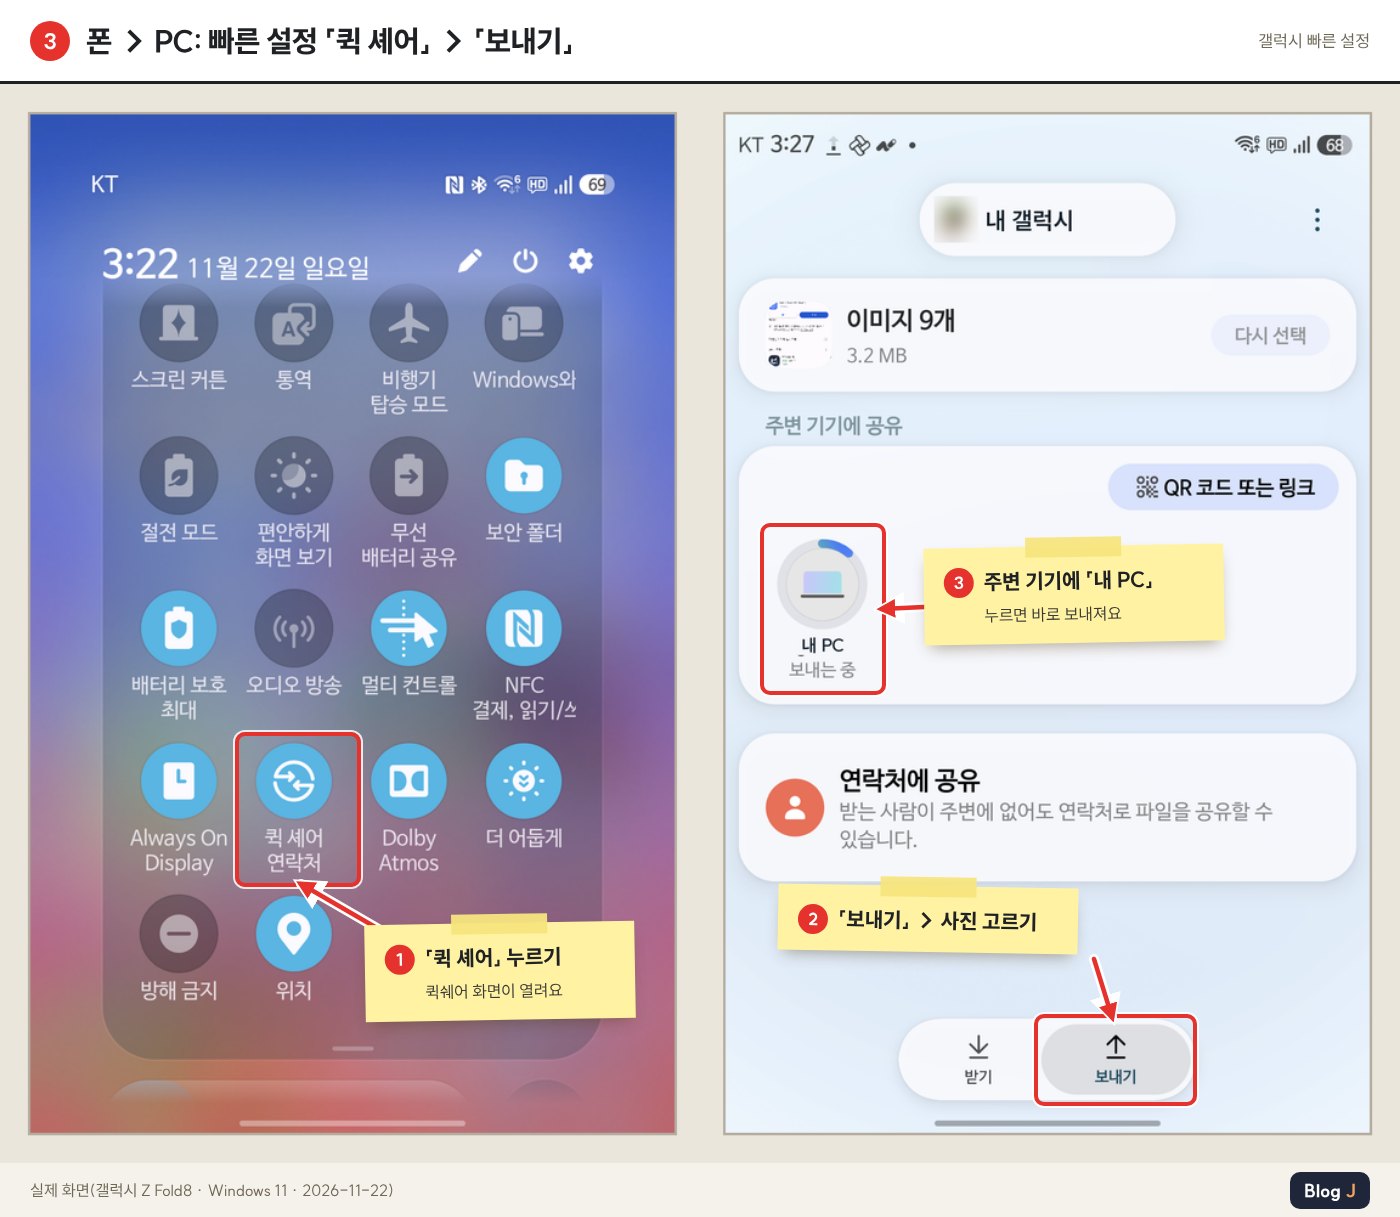 3 폰 > PC: 빠른 설정 「퀵 셰어」 > 「보내기」
갤럭시 빠른 설정
KT
69
3:22 11월 22일 일요일
스크린 커튼
통역
비행기
탑승 모드
Windows와
절전 모드
편안하게
화면 보기
무선
배터리 공유
보안 폴더
배터리 보호
최대
오디오 방송
멀티 컨트롤
NFC
결제, 읽기/쓰
Always On
Display
퀵 셰어
연락처
Dolby
Atmos
더 어둡게
방해 금지
위치
1 「퀵 셰어」 누르기
퀵쉐어 화면이 열려요
KT 3:27
HD
68
내 갤럭시
이미지 9개
3.2 MB
다시 선택
주변 기기에 공유
QR 코드 또는 링크
내 PC
보내는 중
3 주변 기기에 「내 PC」
누르면 바로 보내져요
연락처에 공유
받는 사람이 주변에 없어도 연락처로 파일을 공유할 수
있습니다.
2 「보내기」 > 사진 고르기
받기
보내기
실제 화면(갤럭시 Z Fold8 · Windows 11 · 2026-11-22)
Blog J